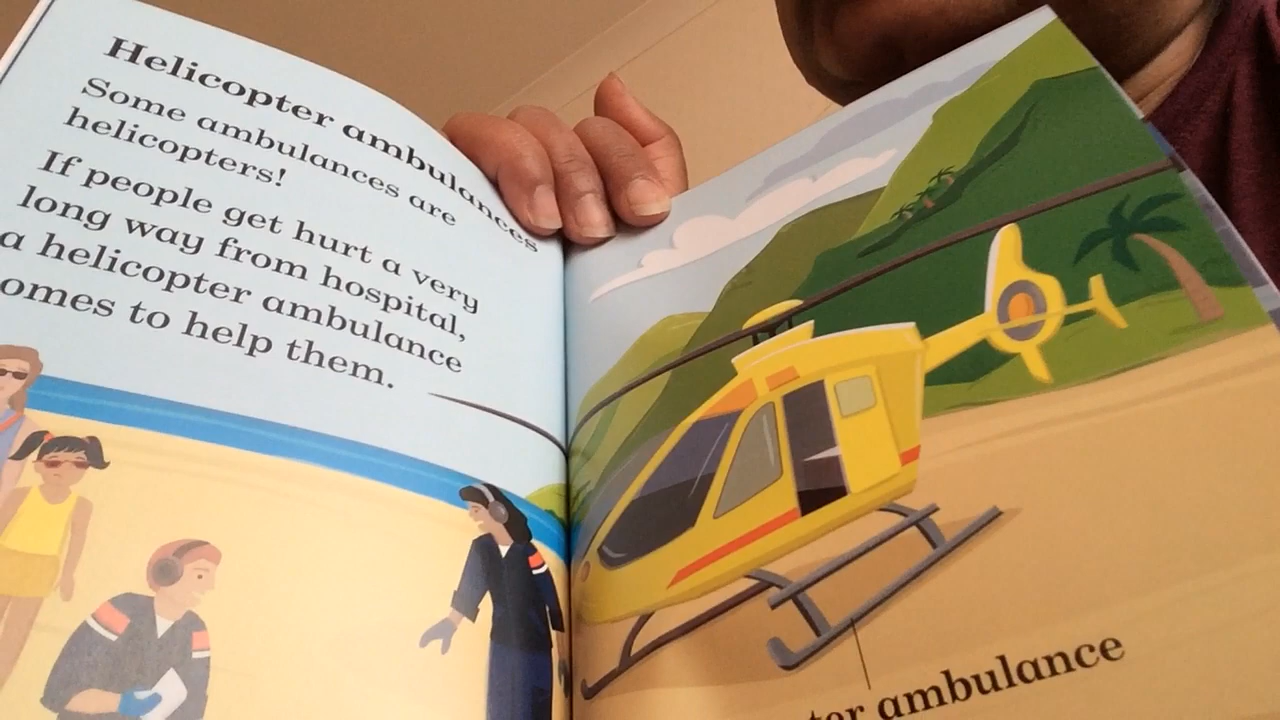 Helicopter ambulances
Some ambulances are
helicopters!
If people get hurt a very
long way from hospital,
a helicopter ambulance
omes to help them.
ter ambulance